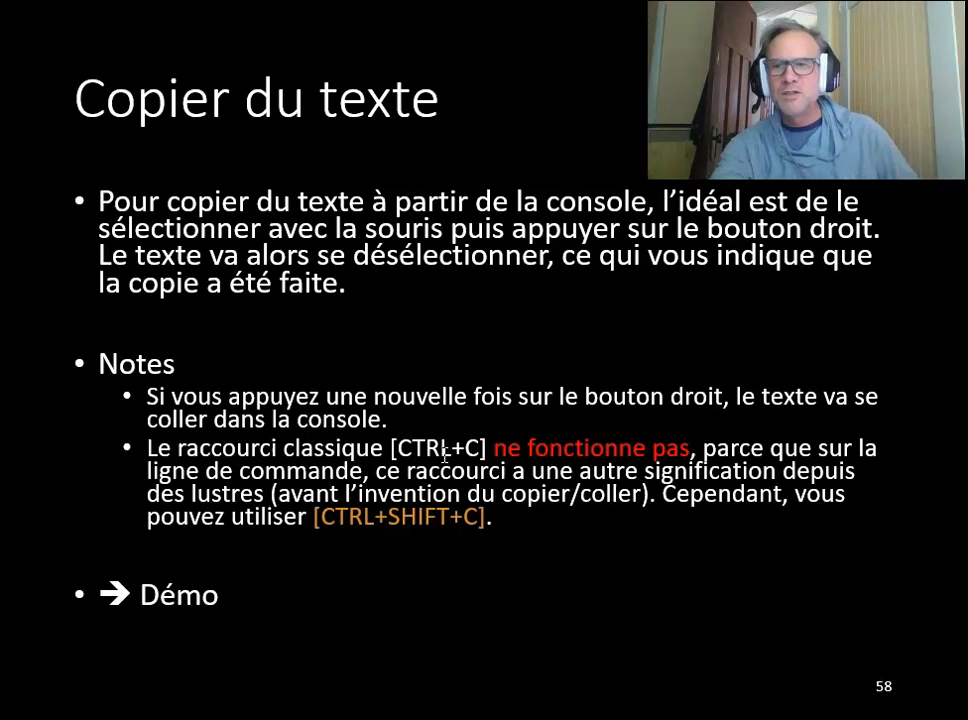 Copier du texte
• Pour copier du texte à partir de la console, l’idéal est de le
sélectionner avec la souris puis appuyer sur le bouton droit.
Le texte va alors se désélectionner, ce qui vous indique que
la copie a été faite.
• Notes
• Si vous appuyez une nouvelle fois sur le bouton droit, le texte va se
coller dans la console.
• Le raccourci classique [CTRL+C] ne fonctionne pas, parce que sur la
ligne de commande, ce raccourci a une autre signification depuis
des lustres (avant l’invention du copier/coller). Cependant, vous
pouvez utiliser [CTRL+SHIFT+C].
• ➔ Démo
58